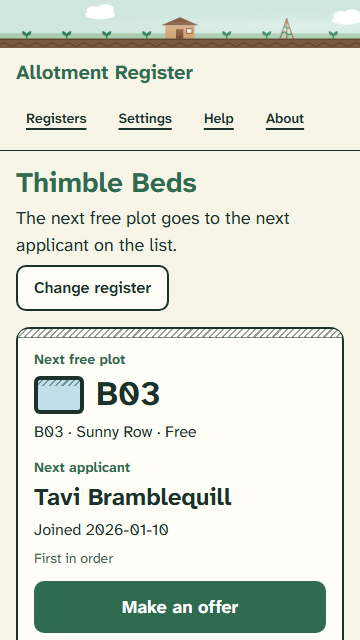 Allotment Register
Registers Settings Help About
Thimble Beds
The next free plot goes to the next
applicant on the list.
Change register
Next free plot
B03
B03 · Sunny Row · Free
Next applicant
Tavi Bramblequill
Joined 2026-01-10
First in order
Make an offer